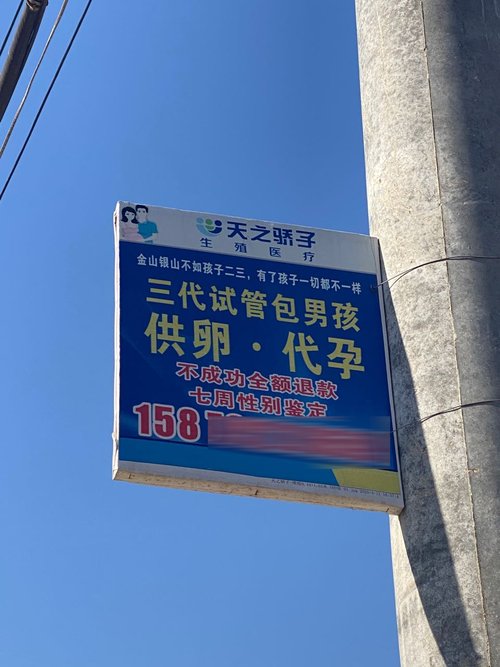 天之骄子
生殖医疗
金山银山不如孩子二三，有了孩子一切都不一样
三代试管包男孩
供卵·代孕
不成功全额退款
七周性别鉴定
158